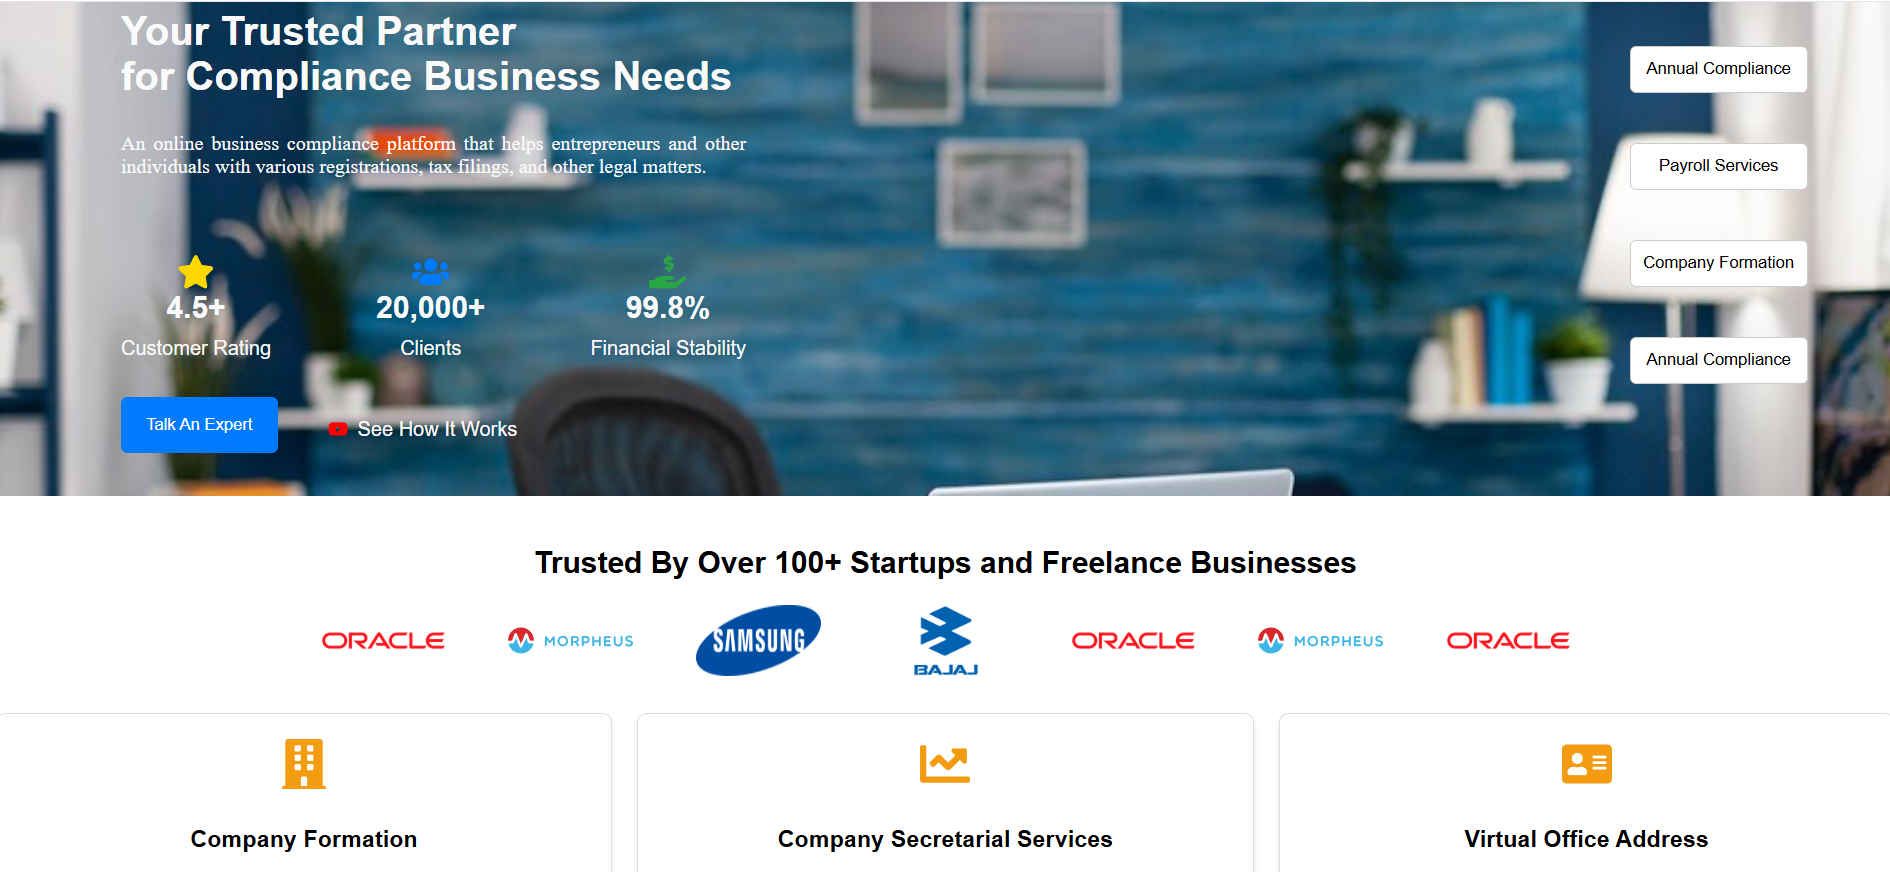 Your Trusted Partner
for Compliance Business Needs
An online business compliance platform that helps entrepreneurs and other
individuals with various registrations, tax filings, and other legal matters.
4.5+
Customer Rating
20,000+
Clients
99.8%
Financial Stability
Talk An Expert
See How It Works
Annual Compliance
Payroll Services
Company Formation
Annual Compliance
Trusted By Over 100+ Startups and Freelance Businesses
ORACLE
MORPHEUS
SAMSUNG
BAJAJ
ORACLE
MORPHEUS
ORACLE
Company Formation
Company Secretarial Services
Virtual Office Address